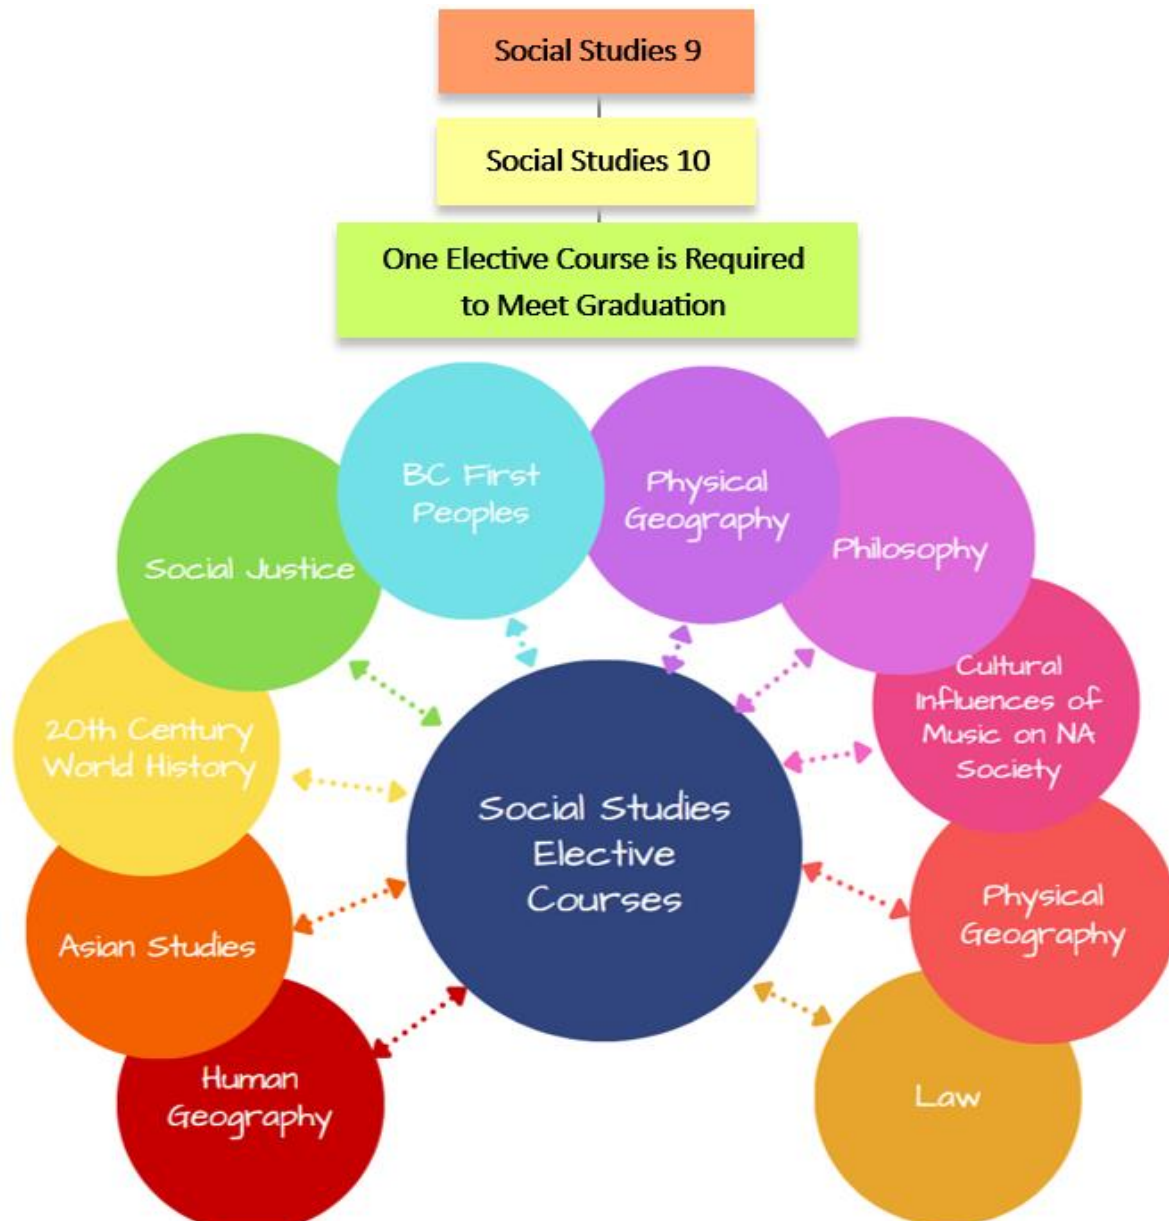 Social Studies 9
Social Studies 10
One Elective Course is Required
to Meet Graduation
BC First
Peoples
Physical
Geography
Philosophy
Social Justice
Cultural
Influences of
Music on NA
Society
20th Century
World History
Social Studies
Elective
Courses
Physical
Geography
Asian Studies
Human
Geography
Law